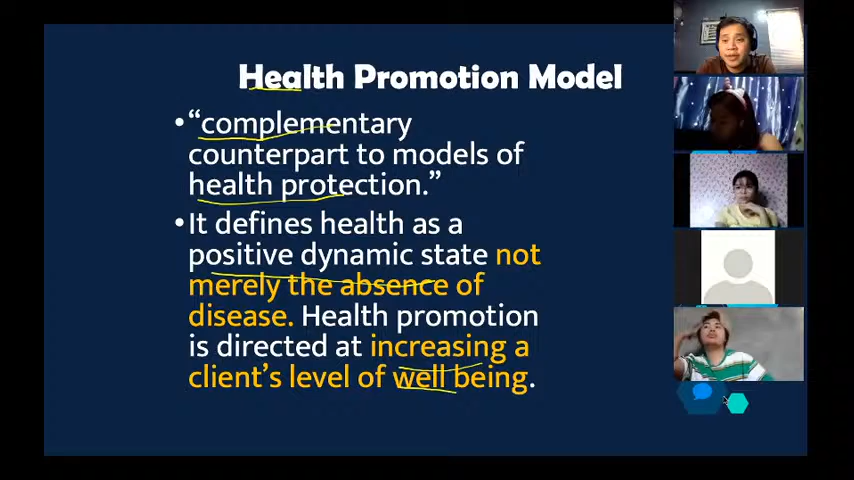 Health Promotion Model
•“complementary
counterpart to models of
health protection.”
•It defines health as a
positive dynamic state not
merely the absence of
disease. Health promotion
is directed at increasing a
client’s level of well being.